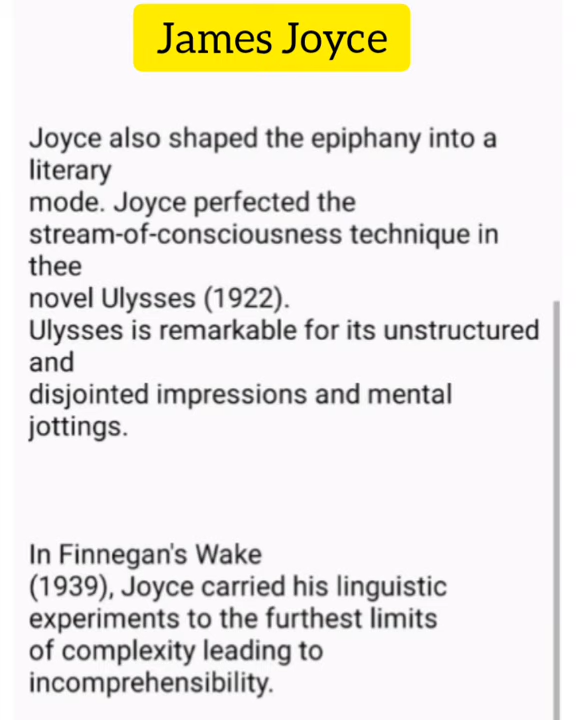 James Joyce
Joyce also shaped the epiphany into a
literary
mode. Joyce perfected the
stream-of-consciousness technique in
thee
novel Ulysses (1922).
Ulysses is remarkable for its unstructured
and
disjointed impressions and mental
jottings.
In Finnegan's Wake
(1939), Joyce carried his linguistic
experiments to the furthest limits
of complexity leading to
incomprehensibility.